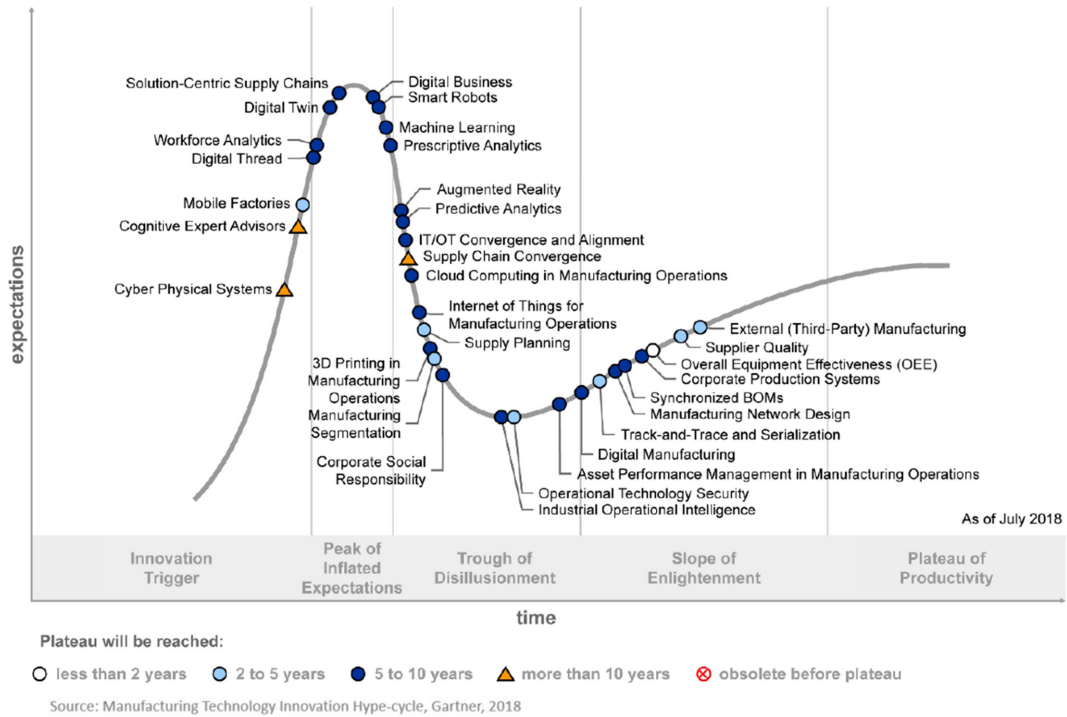 Solution-Centric Supply Chains
Digital Twin
Workforce Analytics
Digital Thread
Mobile Factories
Cognitive Expert Advisors
Cyber Physical Systems
Digital Business
Smart Robots
Machine Learning
Prescriptive Analytics
Augmented Reality
Predictive Analytics
IT/OT Convergence and Alignment
Supply Chain Convergence
Cloud Computing in Manufacturing Operations
Internet of Things for
Manufacturing Operations
Supply Planning
3D Printing in
Manufacturing
Operations
Manufacturing
Segmentation
Corporate Social
Responsibility
External (Third-Party) Manufacturing
Supplier Quality
Overall Equipment Effectiveness (OEE)
Corporate Production Systems
Synchronized BOMs
Manufacturing Network Design
Track-and-Trace and Serialization
Digital Manufacturing
Asset Performance Management in Manufacturing Operations
Operational Technology Security
Industrial Operational Intelligence
As of July 2018
expectations
Innovation
Trigger
Peak of
Inflated
Expectations
Trough of
Disillusionment
Slope of
Enlightenment
Plateau of
Productivity
time
Plateau will be reached:
less than 2 years
2 to 5 years
5 to 10 years
more than 10 years
obsolete before plateau
Source: Manufacturing Technology Innovation Hype-cycle, Gartner, 2018